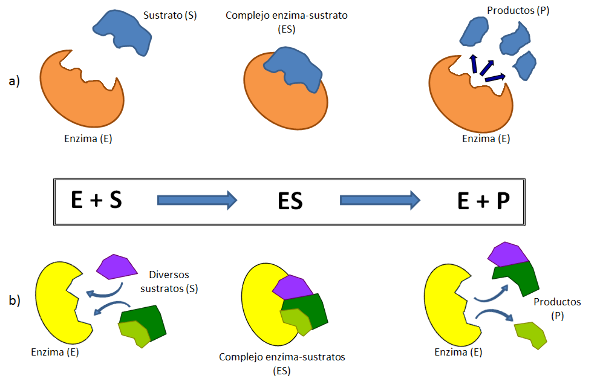 Sustrato (S)
Complejo enzima-sustrato
(ES)
Productos (P)
a)
Enzima (E)
Enzima (E)
E + S
ES
E + P
Diversos
sustratos (S)
b)
Productos
(P)
Enzima (E)
Complejo enzima-sustratos
(ES)
Enzima (E)